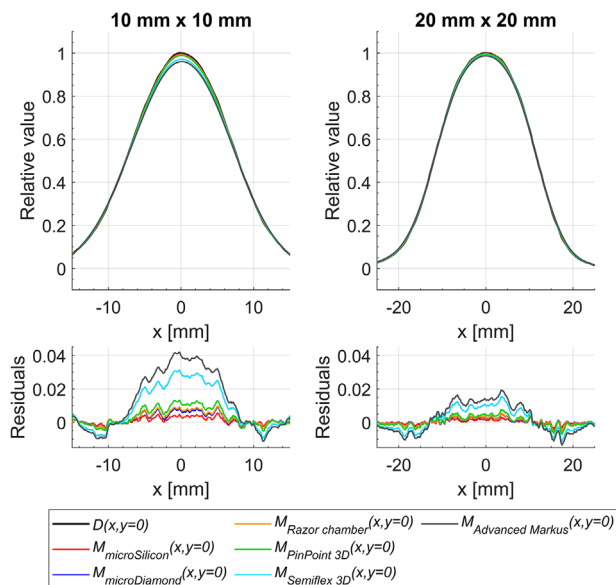 10 mm x 10 mm
20 mm x 20 mm
Relative value
1
0.8
0.6
0.4
0.2
0
-10 0 10
x [mm]
Relative value
1
0.8
0.6
0.4
0.2
0
-20 0 20
x [mm]
Residuals
0.04
0.02
0
-10 0 10
x [mm]
Residuals
0.04
0.02
0
-20 0 20
x [mm]
D(x,y=0)
M_microSilicon(x,y=0)
M_microDiamond(x,y=0)
M_Razor chamber(x,y=0)
M_PinPoint 3D(x,y=0)
M_Semiflex 3D(x,y=0)
M_Advanced Markus(x,y=0)